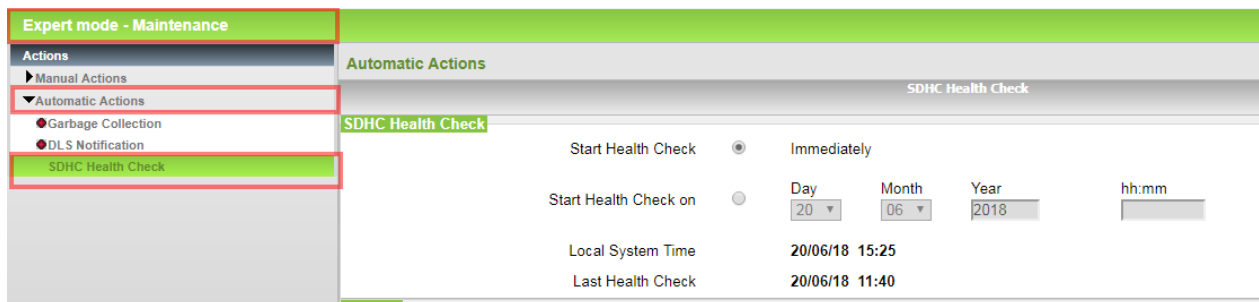 Expert mode - Maintenance
Actions
Manual Actions
Automatic Actions
Garbage Collection
DLS Notification
SDHC Health Check
Automatic Actions
SDHC Health Check
SDHC Health Check
Start Health Check Immediately
Day Month Year hh:mm
Start Health Check on 20 06 2018
Local System Time 20/06/18 15:25
Last Health Check 20/06/18 11:40